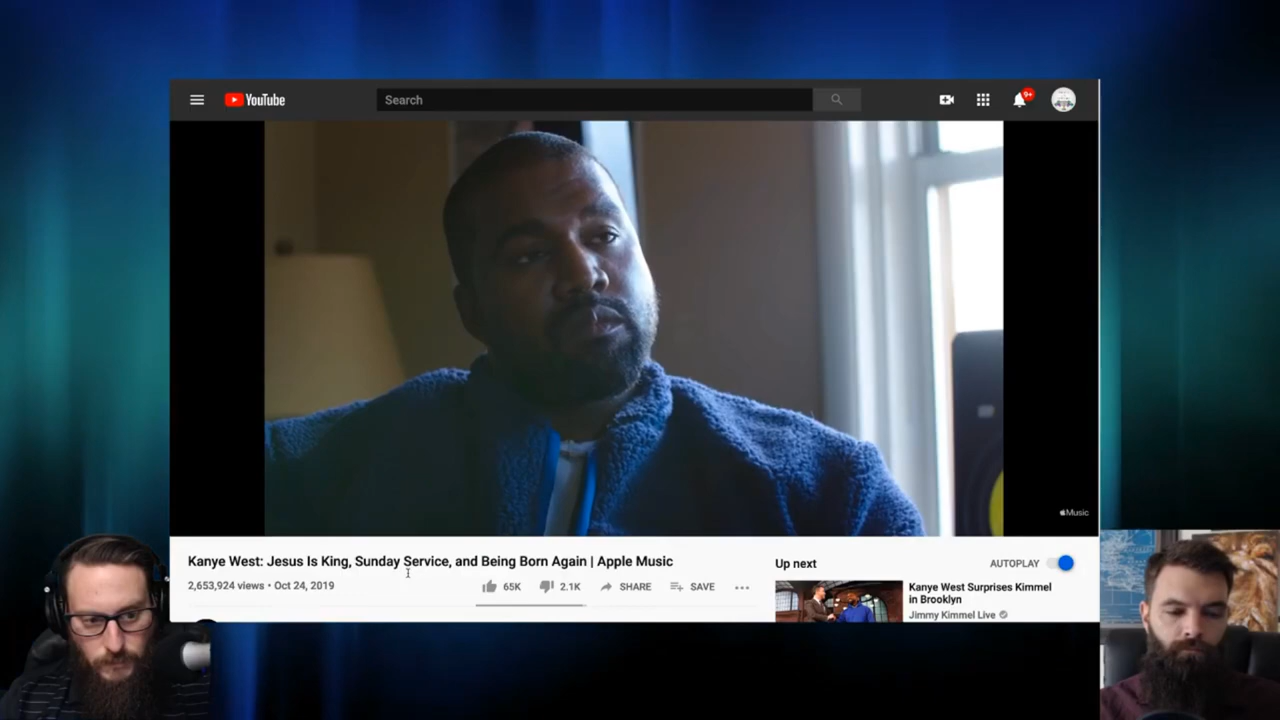 YouTube
Search
9+
Music
Kanye West: Jesus Is King, Sunday Service, and Being Born Again | Apple Music
2,653,924 views • Oct 24, 2019
65K
2.1K
SHARE
SAVE
Up next
AUTOPLAY
Kanye West Surprises Kimmel
in Brooklyn
Jimmy Kimmel Live